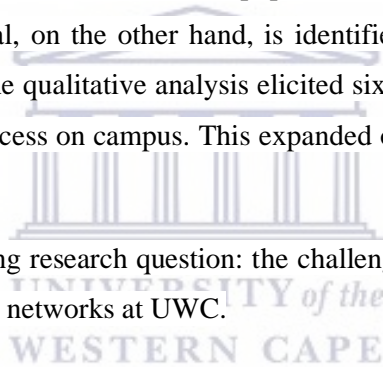 al, on the other hand, is identifie
e qualitative analysis elicited six
cess on campus. This expanded
ng research question: the challen
UNIVERSITY of the
networks at UWC.
WESTERN CAPE